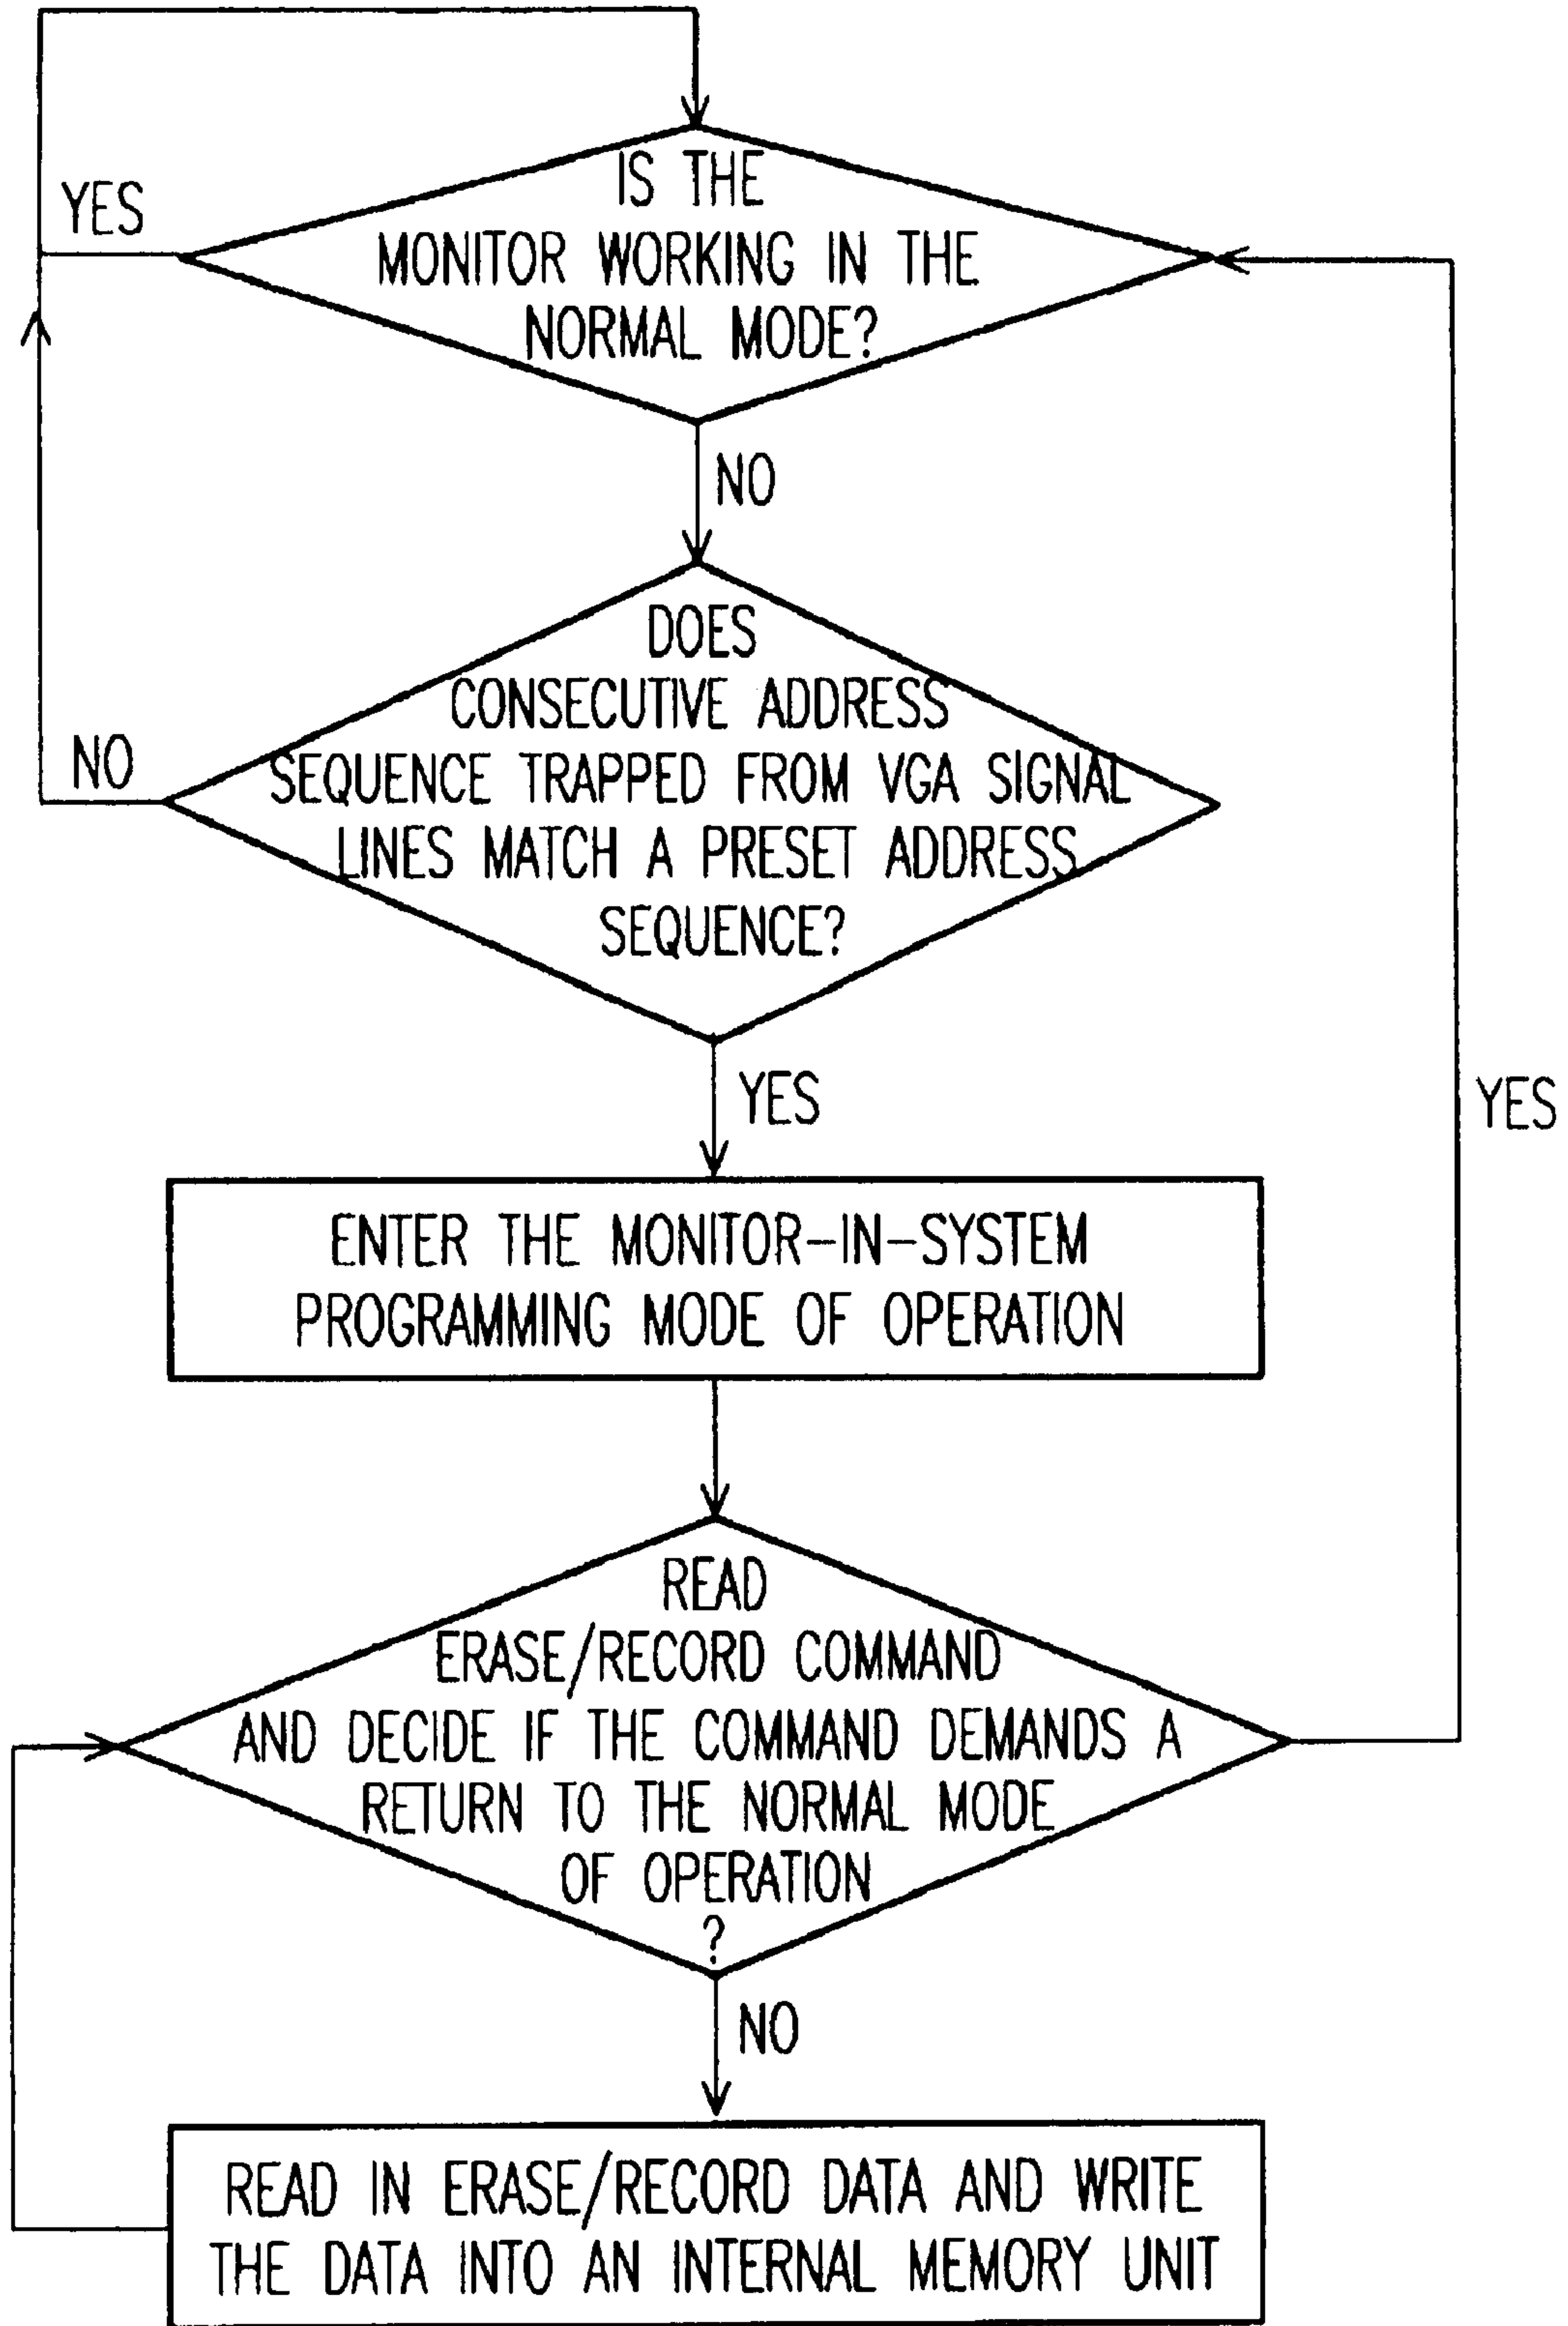 IS THE
MONITOR WORKING IN THE
NORMAL MODE?
YES
NO
DOES
CONSECUTIVE ADDRESS
SEQUENCE TRAPPED FROM VGA SIGNAL
LINES MATCH A PRESET ADDRESS
SEQUENCE?
NO
YES
YES
ENTER THE MONITOR-IN-SYSTEM
PROGRAMMING MODE OF OPERATION
READ
ERASE/RECORD COMMAND
AND DECIDE IF THE COMMAND DEMANDS A
RETURN TO THE NORMAL MODE
OF OPERATION
?
NO
READ IN ERASE/RECORD DATA AND WRITE
THE DATA INTO AN INTERNAL MEMORY UNIT